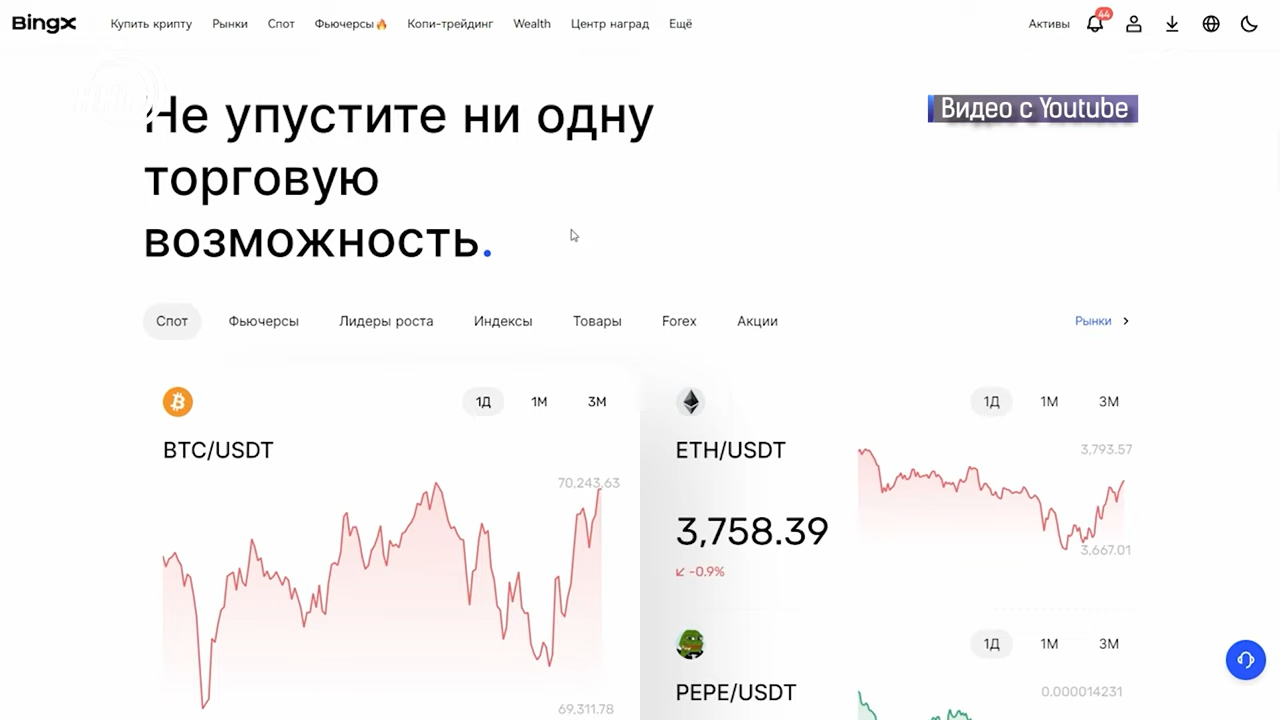 BingX
Купить крипту Рынки Спот Фьючерсы Копи-трейдинг Wealth Центр наград Ещё Активы 44
Не упустите ни одну
торговую
возможность.
Видео с Youtube
Спот Фьючерсы Лидеры роста Индексы Товары Forex Акции Рынки
1Д 1М 3М
BTC/USDT
70,243.63
69,311.78
1Д 1М 3М
ETH/USDT
3,793.57
3,758.39
3,667.01
-0.9%
1Д 1М 3М
PEPE/USDT
0.000014231